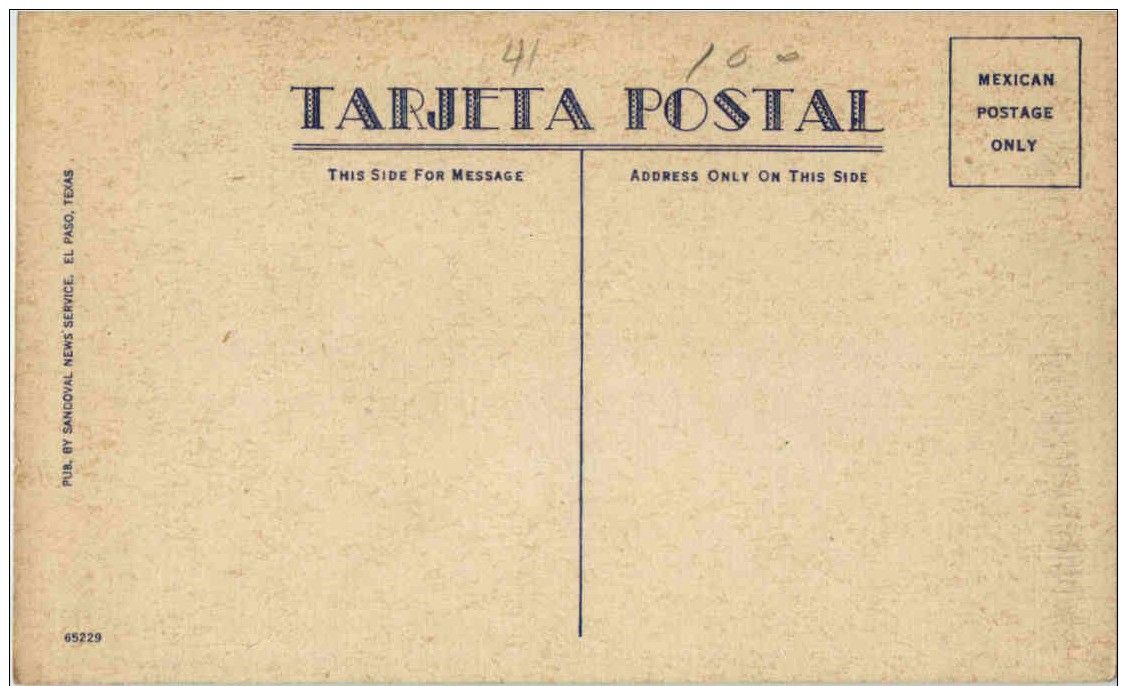 41 100
TARJETA POSTAL
MEXICAN
POSTAGE
ONLY
THIS SIDE FOR MESSAGE
ADDRESS ONLY ON THIS SIDE
PUB. BY SANDOVAL NEWS SERVICE, EL PASO, TEXAS.
65229